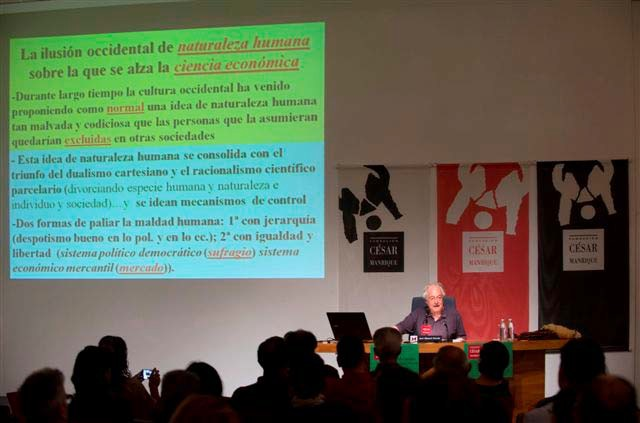 La ilusión occidental de naturaleza humana
sobre la que se alza la ciencia económica
-Durante largo tiempo la cultura occidental ha venido
proponiendo como normal una idea de naturaleza humana
tan malvada y codiciosa que las personas que la asumieran
quedarían excluidas en otras sociedades
- Esta idea de naturaleza humana se consolida con el
triunfo del dualismo cartesiano y el racionalismo científico
parcelario (divorciando especie humana y naturaleza e
individuo y sociedad)....y se idean mecanismos de control
-Dos formas de paliar la maldad humana: 1ª con jerarquía
(despotismo bueno en lo pol. y en lo ec.); 2ª con igualdad y
libertad (sistema político democrático (sufragio) sistema
económico mercantil (mercado)).
FUNDACIÓN
CÉSAR
MANRIQUE
FUNDACIÓN
CÉSAR
MANRIQUE
FUNDACIÓN
CÉSAR
MANRIQUE